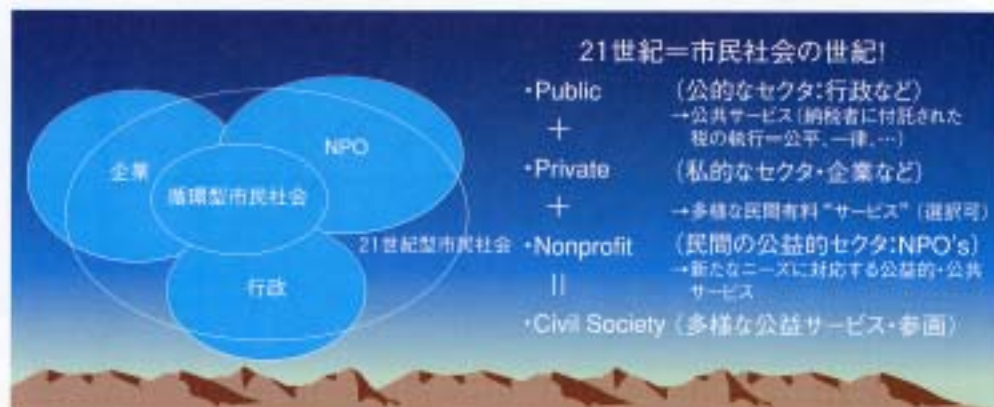 企業
NPO
循環型市民社会
21世紀型市民社会
行政
21世紀＝市民社会の世紀!
・Public (公的なセクタ:行政など)
→公共サービス(納税者に付託された
税の執行＝公平、一律、…)
＋
・Private (私的なセクタ・企業など)
＋
→多様な民間有料“サービス”(選択可)
・Nonprofit (民間の公益的セクタ:NPO's)
→新たなニーズに対応する公益的・公共
サービス
||
・Civil Society (多様な公益サービス・参画)